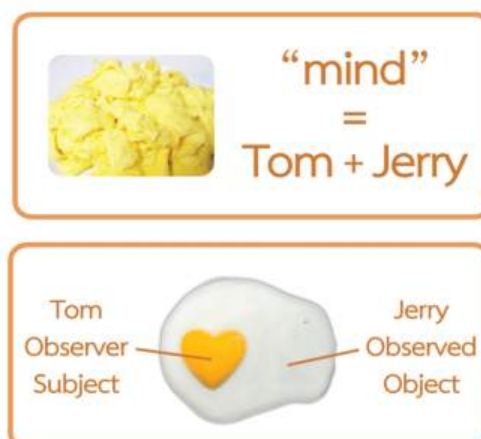 “mind”
=
Tom + Jerry
Tom
Observer
Subject
Jerry
Observed
Object